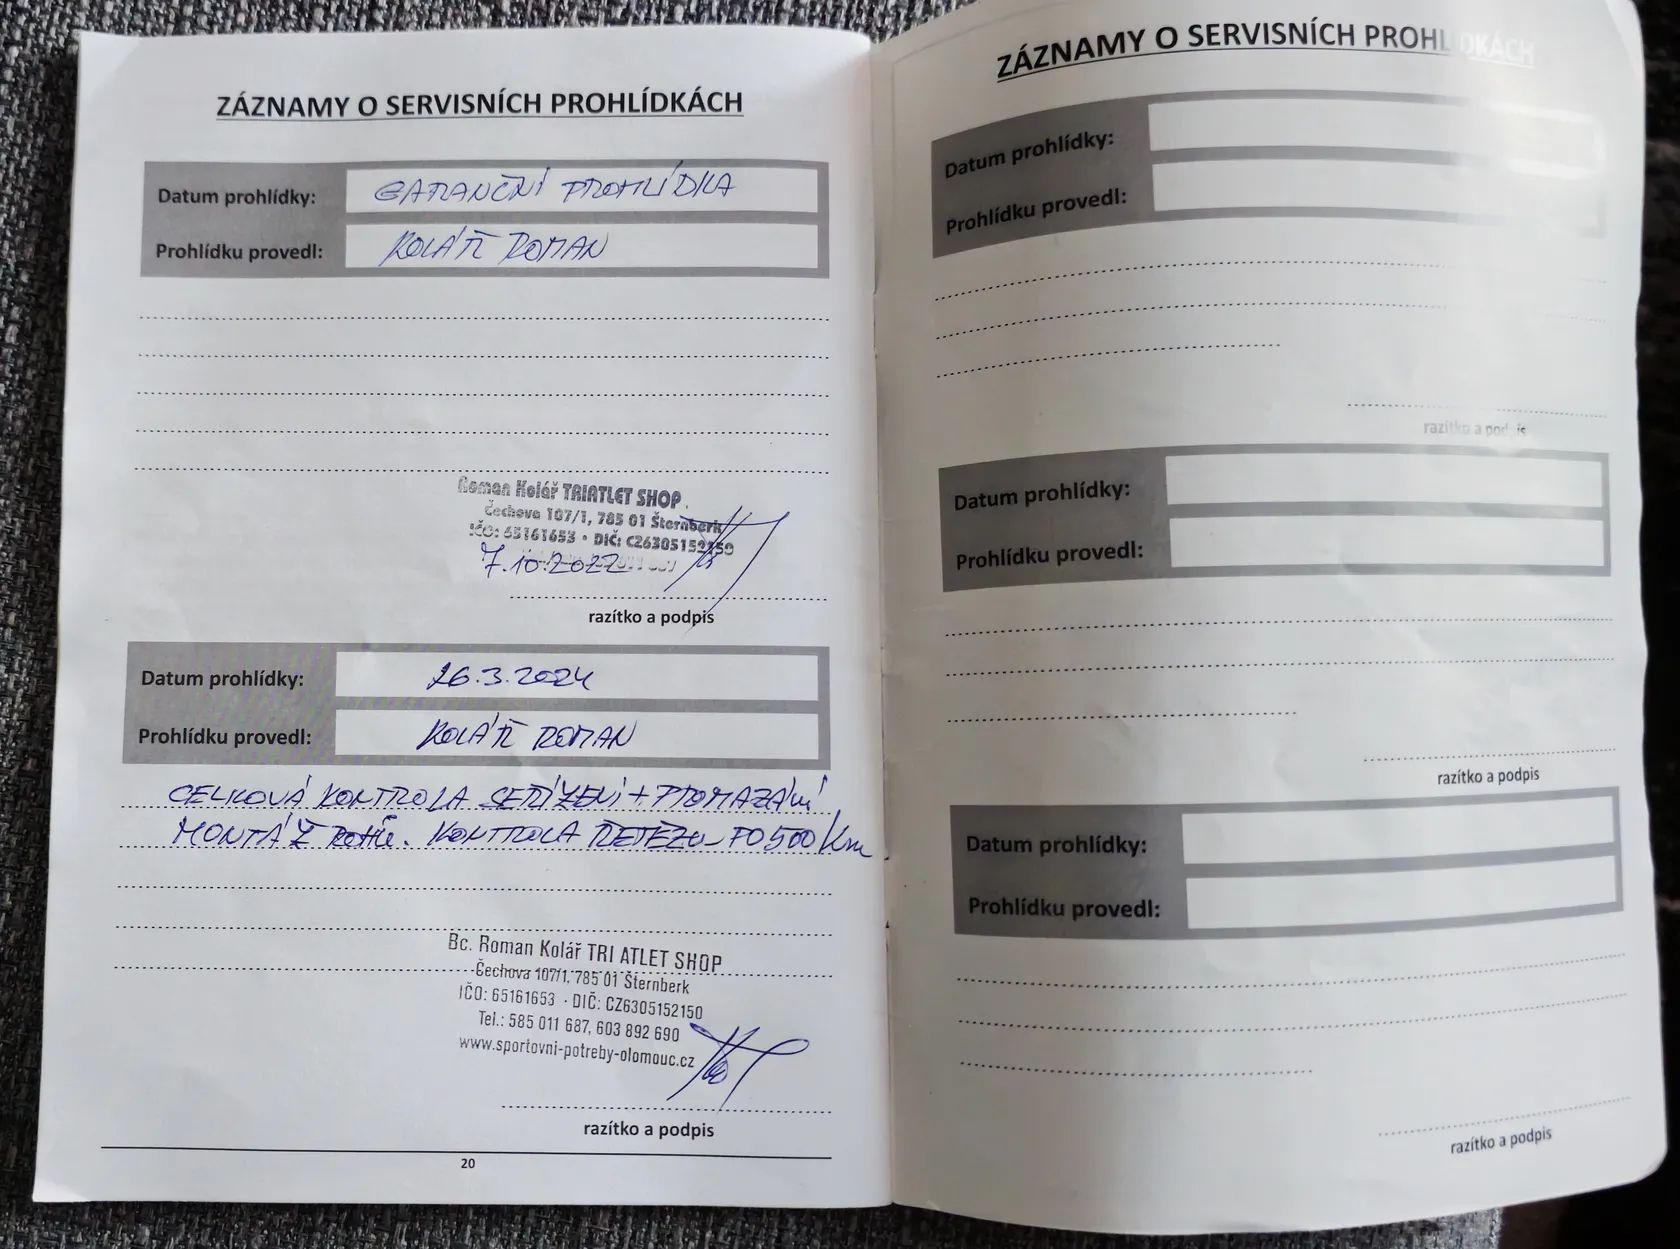 ZÁZNAMY O SERVISNÍCH PROHLÍDKÁCH
Datum prohlídky: GARANČNÍ PROHLÍDKA
Prohlídku provedl: KOLÁŘ ROMAN
Roman Kolář TRIATLET SHOP
Čechova 107/1, 785 01 Šternberk
IČO: 65161653 · DIČ: CZ6305152150
7.10.2022
razítko a podpis
Datum prohlídky: 26.3.2024
Prohlídku provedl: KOLÁŘ ROMAN
CELKOVÁ KONTROLA SEŘÍZENÍ + PROMAZÁNÍ
MONTÁŽ KONTROLA ŘETĚZU - PO 500 Km
Bc. Roman Kolář TRI ATLET SHOP
Čechova 107/1, 785 01 Šternberk
IČO: 65161653 · DIČ: CZ6305152150
Tel.: 585 011 687, 603 892 690
www.sportovni-potreby-olomouc.cz
razítko a podpis
20
ZÁZNAMY O SERVISNÍCH PROHLÍDKÁCH
Datum prohlídky:
Prohlídku provedl:
razítko a podpis
Datum prohlídky:
Prohlídku provedl:
razítko a podpis
Datum prohlídky:
Prohlídku provedl:
razítko a podpis